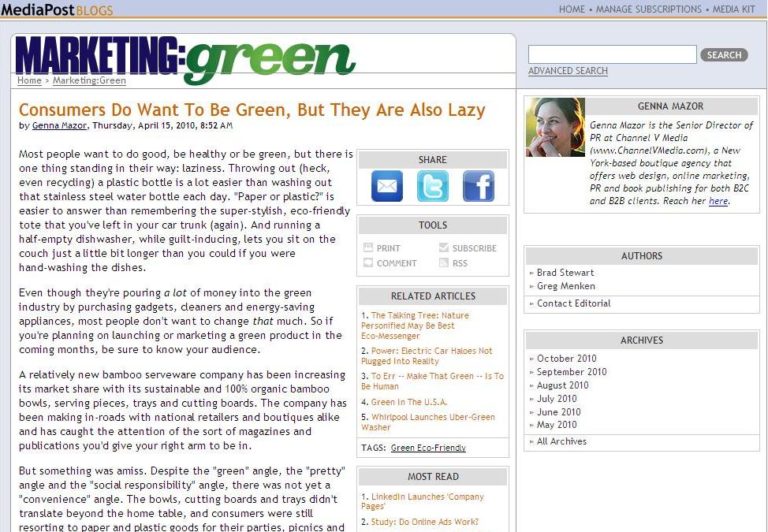 MediaPost BLOGS
HOME • MANAGE SUBSCRIPTIONS • MEDIA KIT
MARKETING:green
Home > Marketing:Green
SEARCH
ADVANCED SEARCH
Consumers Do Want To Be Green, But They Are Also Lazy
by Genna Mazor, Thursday, April 15, 2010, 8:52 AM
Most people want to do good, be healthy or be green, but there is
one thing standing in their way: laziness. Throwing out (heck,
even recycling) a plastic bottle is a lot easier than washing out
that stainless steel water bottle each day. "Paper or plastic?" is
easier to answer than remembering the super-stylish, eco-friendly
tote that you've left in your car trunk (again). And running a
half-empty dishwasher, while guilt-inducing, lets you sit on the
couch just a little bit longer than you could if you were
hand-washing the dishes.
Even though they're pouring a lot of money into the green
industry by purchasing gadgets, cleaners and energy-saving
appliances, most people don't want to change that much. So if
you're planning on launching or marketing a green product in the
coming months, be sure to know your audience.
A relatively new bamboo serveware company has been increasing
its market share with its sustainable and 100% organic bamboo
bowls, serving pieces, trays and cutting boards. The company has
been making in-roads with national retailers and boutiques alike
and has caught the attention of the sort of magazines and
publications you'd give your right arm to be in.
But something was amiss. Despite the "green" angle, the "pretty"
angle and the "social responsibility" angle, there was not yet a
"convenience" angle. The bowls, cutting boards and trays didn't
translate beyond the home table, and consumers were still
resorting to paper and plastic goods for their parties, picnics and
SHARE
TOOLS
PRINT
SUBSCRIBE
COMMENT
RSS
RELATED ARTICLES
1. The Talking Tree: Nature
Personified May Be Best
Eco-Messenger
2. Power: Electric Car Haloes Not
Plugged Into Reality
3. To Err -- Make That Green -- Is To
Be Human
4. Green In The U.S.A.
5. Whirlpool Launches Uber-Green
Washer
TAGS: Green Eco-Friendly
MOST READ
1. LinkedIn Launches 'Company
Pages'
2. Study: Do Online Ads Work?
GENNA MAZOR
Genna Mazor is the Senior Director of
PR at Channel V Media
(www.ChannelVMedia.com), a New
York-based boutique agency that
offers web design, online marketing,
PR and book publishing for both B2C
and B2B clients. Reach her here.
AUTHORS
» Brad Stewart
» Greg Menken
» Contact Editorial
ARCHIVES
» October 2010
» September 2010
» August 2010
» July 2010
» June 2010
» May 2010
» All Archives